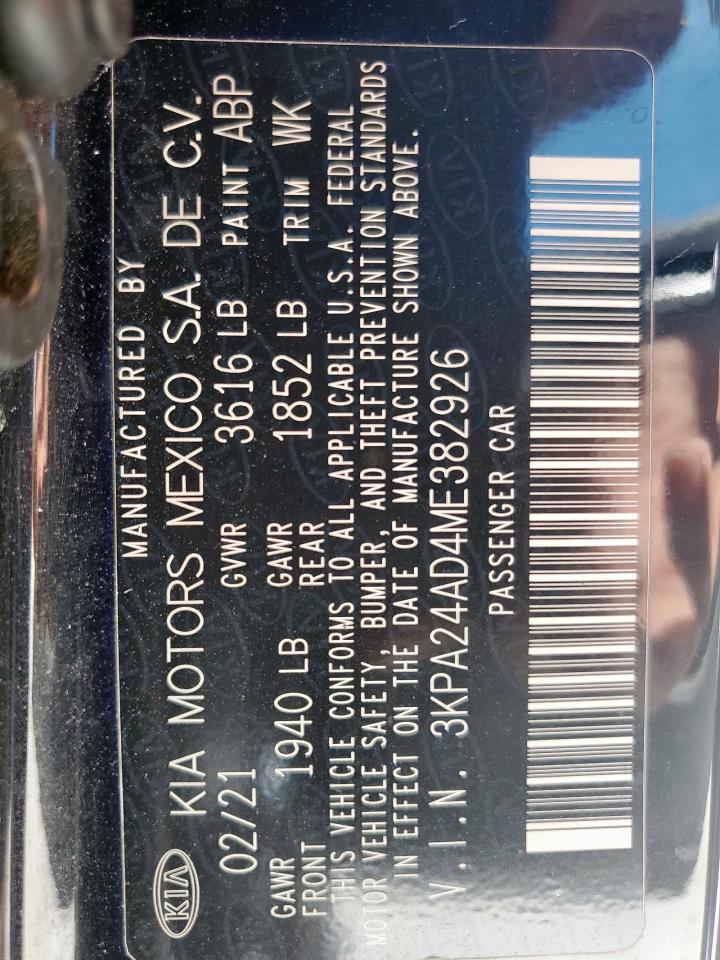 MANUFACTURED BY
KIA KIA MOTORS MEXICO S.A. DE C.V.
02/21 GVWR 3616 LB PAINT ABP
GAWR FRONT 1940 LB GAWR REAR 1852 LB TRIM WK
THIS VEHICLE CONFORMS TO ALL APPLICABLE U.S.A. FEDERAL
MOTOR VEHICLE SAFETY, BUMPER, AND THEFT PREVENTION STANDARDS
IN EFFECT ON THE DATE OF MANUFACTURE SHOWN ABOVE.
V.I.N. 3KPA24AD4ME382926
PASSENGER CAR